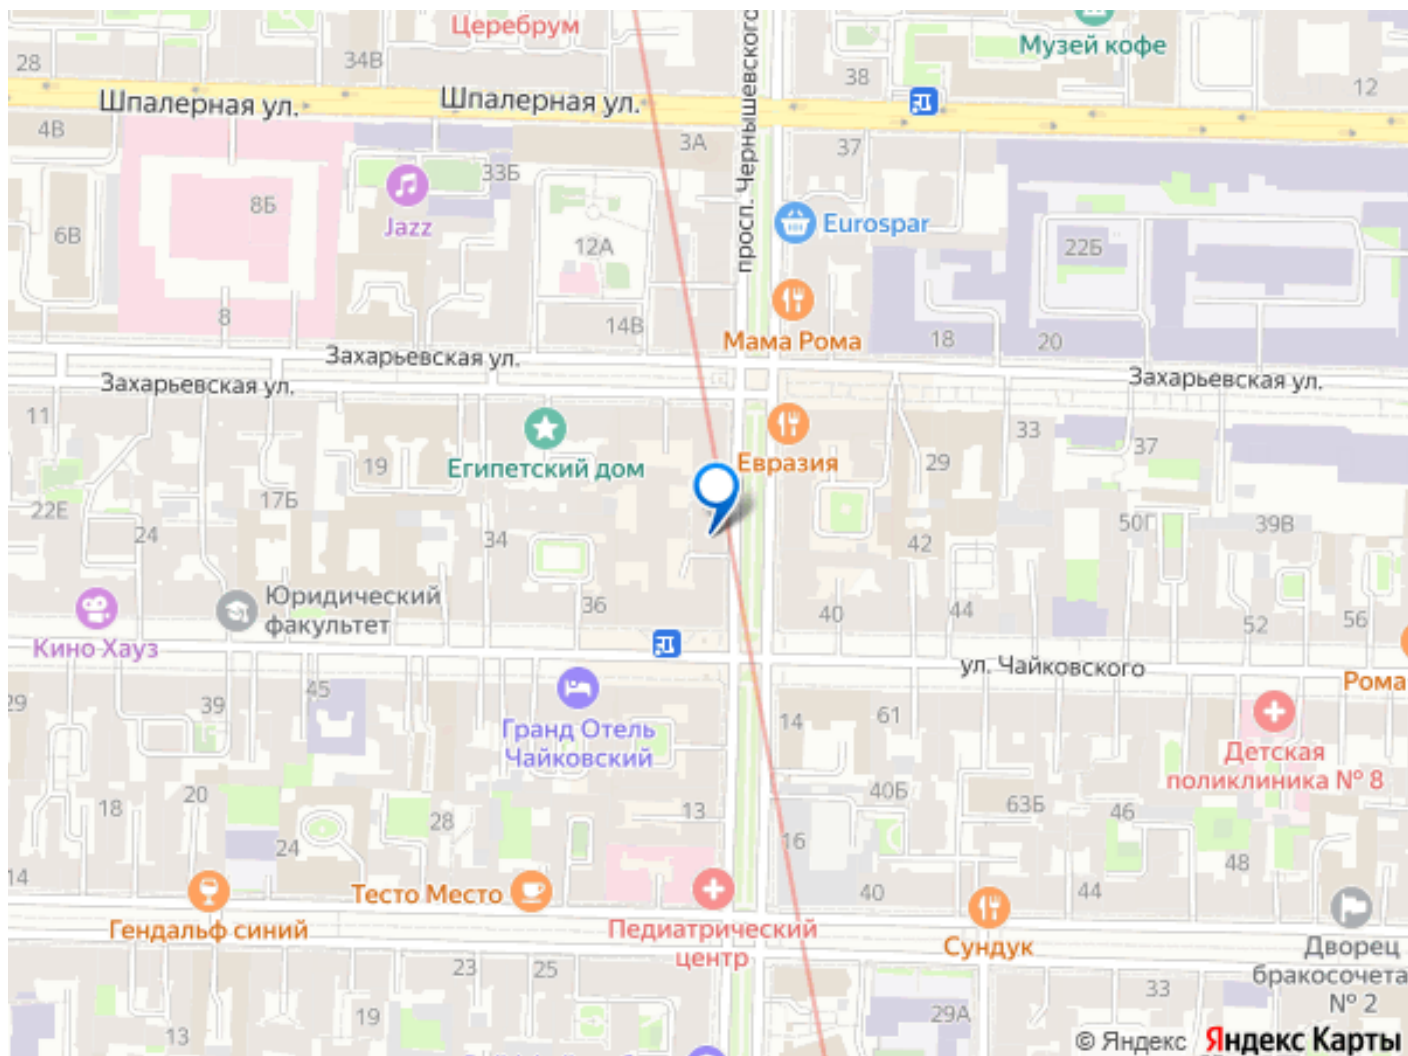 Церебрум
Музей кофе
просп. Чернышевского
28
34В
38
12
Шпалерная ул.
Шпалерная ул.
4В
3А
37
33Б
8Б
Jazz
6В
12А
Eurospar
22Б
8
14В
Мама Рома
18
20
Захарьевская ул.
Захарьевская ул.
Захарьевская ул.
11
Египетский дом
19
Евразия
29
33
37
17Б
22Е
24
34
42
50Г
39В
Юридический
факультет
36
40
44
52
56
Кино Хауз
ул. Чайковского
Рома
29
39
45
Гранд Отель
Чайковский
14
61
Детская
поликлиника № 8
18
20
28
13
40Б
63Б
46
24
16
48
14
Тесто Место
40
44
Гендальф синий
Педиатрический
центр
Сундук
Дворец
бракосочета
№ 2
23
25
33
19
13
29А
© Яндекс Яндекс Карты